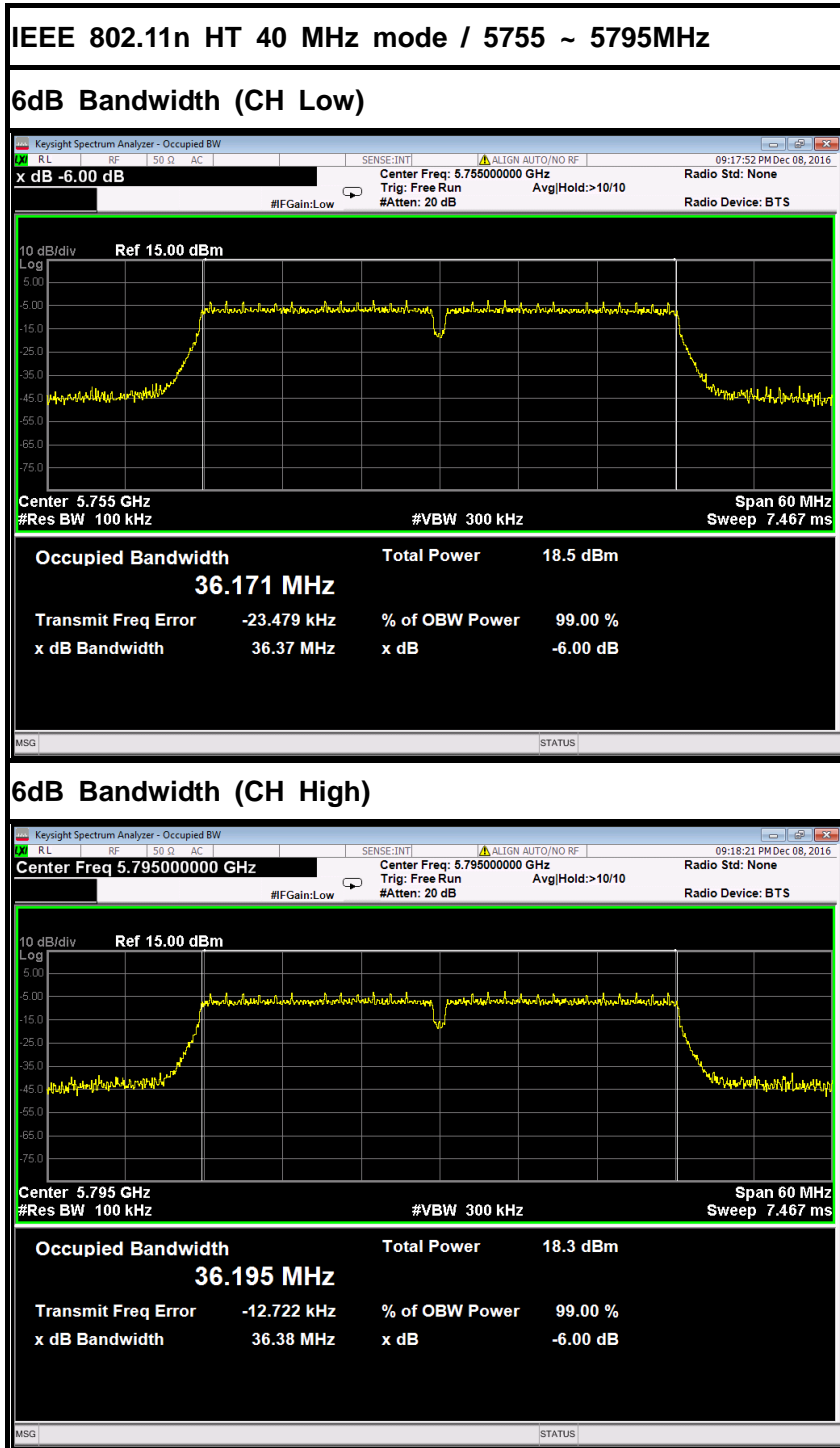 IEEE 802.11n HT 40 MHz mode / 5755 ~ 5795MHz
6dB Bandwidth (CH Low)
Keysight Spectrum Analyzer - Occupied BW
LXI RL RF 50 Ω AC SENSE:INT ALIGN AUTO/NO RF 09:17:52 PM Dec 08, 2016
x dB -6.00 dB
Center Freq: 5.755000000 GHz Radio Std: None
Trig: Free Run Avg|Hold:>10/10
#IFGain:Low #Atten: 20 dB Radio Device: BTS
10 dB/div Ref 15.00 dBm
Log
5.00
-5.00
-15.0
-25.0
-35.0
-45.0
-55.0
-65.0
-75.0
Center 5.755 GHz Span 60 MHz
#Res BW 100 kHz #VBW 300 kHz Sweep 7.467 ms
Occupied Bandwidth Total Power 18.5 dBm
36.171 MHz
Transmit Freq Error -23.479 kHz % of OBW Power 99.00 %
x dB Bandwidth 36.37 MHz x dB -6.00 dB
MSG STATUS
6dB Bandwidth (CH High)
Keysight Spectrum Analyzer - Occupied BW
LXI RL RF 50 Ω AC SENSE:INT ALIGN AUTO/NO RF 09:18:21 PM Dec 08, 2016
Center Freq 5.795000000 GHz
Center Freq: 5.795000000 GHz Radio Std: None
Trig: Free Run Avg|Hold:>10/10
#IFGain:Low #Atten: 20 dB Radio Device: BTS
10 dB/div Ref 15.00 dBm
Log
5.00
-5.00
-15.0
-25.0
-35.0
-45.0
-55.0
-65.0
-75.0
Center 5.795 GHz Span 60 MHz
#Res BW 100 kHz #VBW 300 kHz Sweep 7.467 ms
Occupied Bandwidth Total Power 18.3 dBm
36.195 MHz
Transmit Freq Error -12.722 kHz % of OBW Power 99.00 %
x dB Bandwidth 36.38 MHz x dB -6.00 dB
MSG STATUS